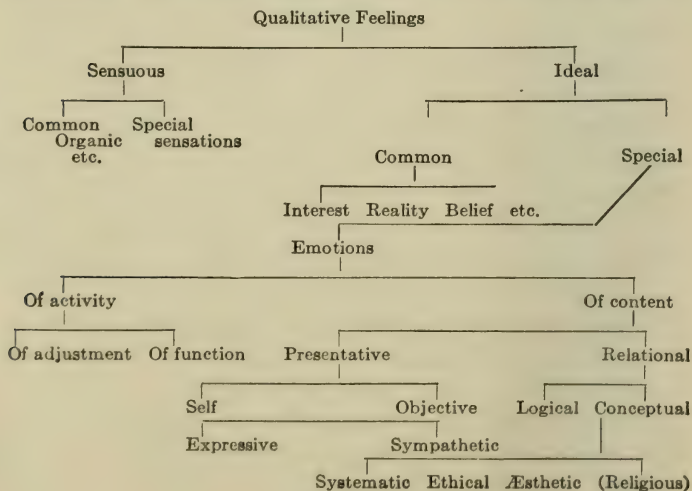 Qualitative Feelings
Sensuous Ideal
Common Special
Organic sensations
etc.
Common Special
Interest Reality Belief etc.
Emotions
Of activity Of content
Of adjustment Of function Presentative Relational
Self Objective Logical Conceptual
Expressive Sympathetic
Systematic Ethical Æsthetic (Religious)